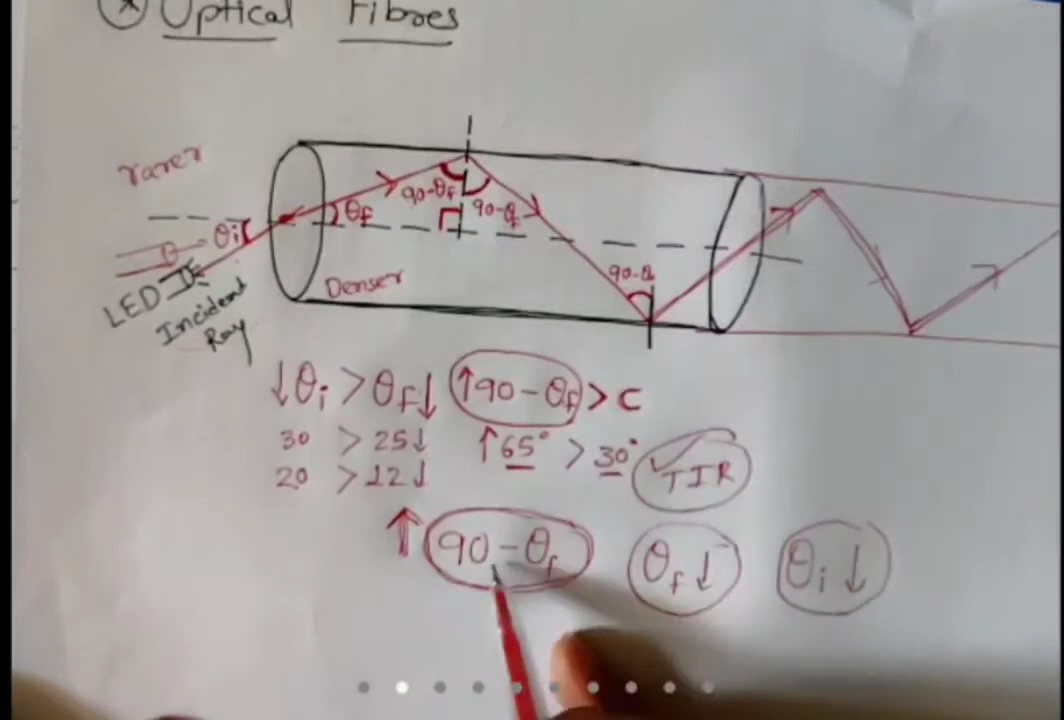 * Optical Fibres
rarer
θi
θf
90-θf
90-θf
90-θ
LED
Incident
Ray
Denser
↓θi > θf↓ ↑90-θf > C
30 > 25↓ ↑65° > 30° TIR
20 > 12↓
↑ 90-θf θf↓ θi↓